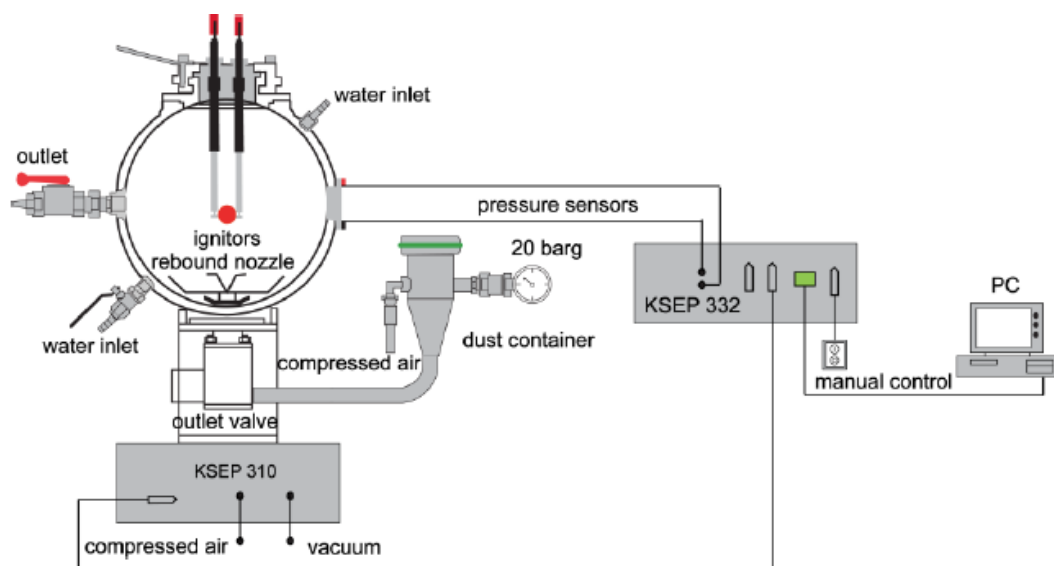 water inlet
outlet
pressure sensors
ignitors
rebound nozzle
20 barg
KSEP 332
PC
water inlet
compressed air
dust container
manual control
outlet valve
KSEP 310
compressed air
vacuum